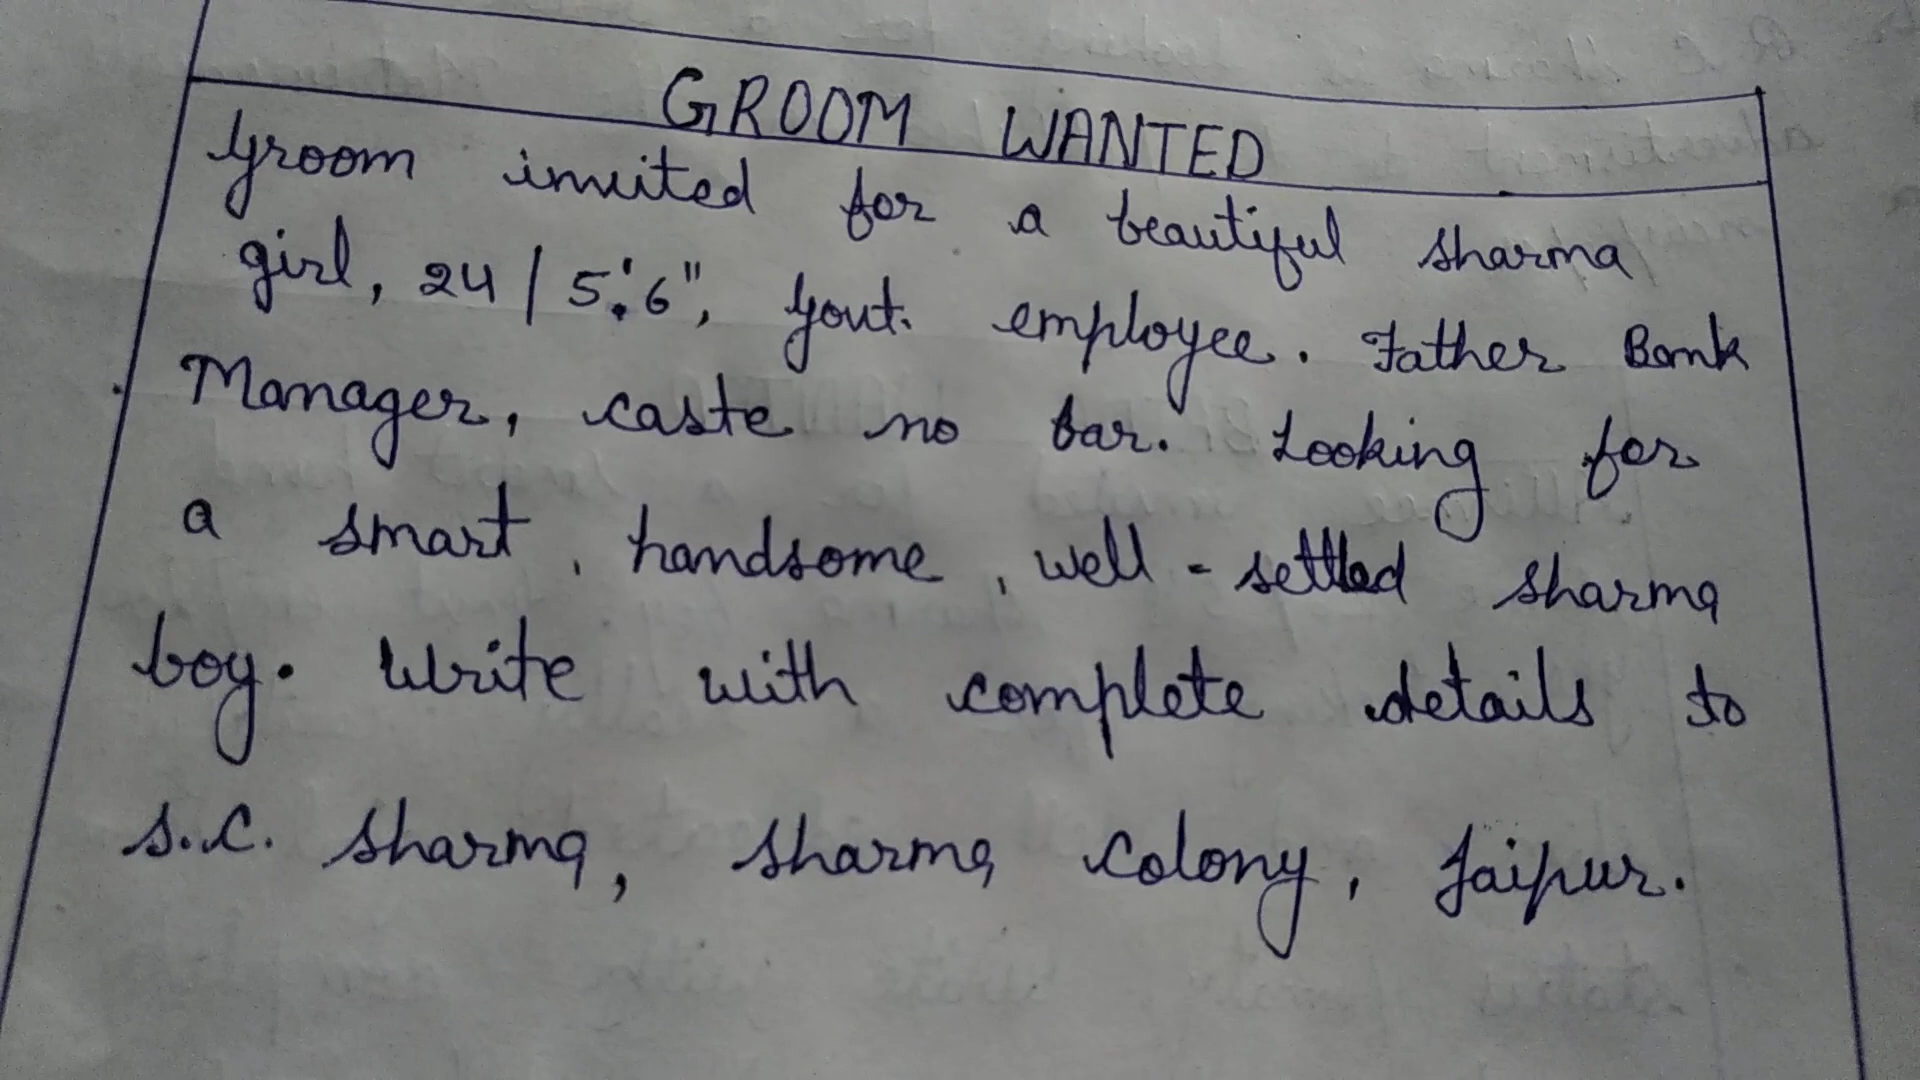 GROOM WANTED
Groom invited for a beautiful Sharma
girl, 24 / 5.'6", Govt. employee. Father Bank
Manager, caste no bar. Looking for
a smart, handsome, well-settled Sharma
boy. Write with complete details to
S.C. Sharma, Sharma Colony, Jaipur.